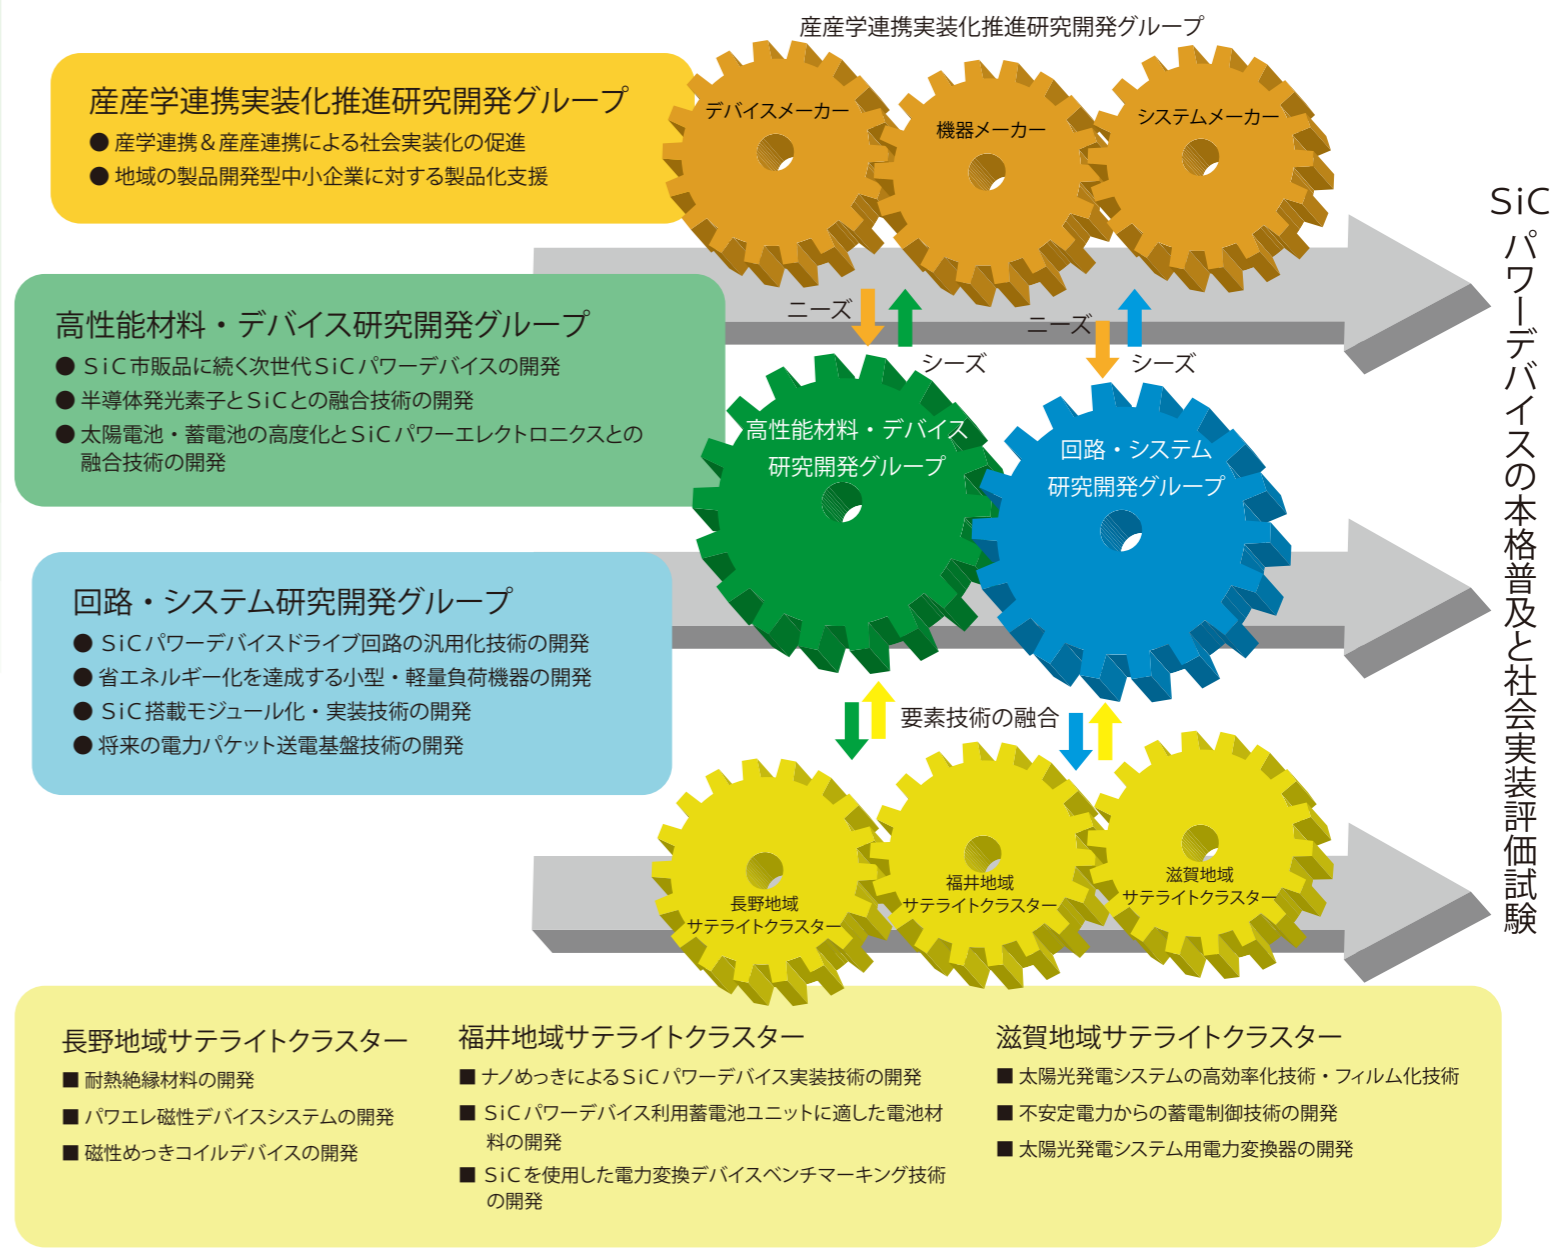 産産学連携実装化推進研究開発グループ
産産学連携実装化推進研究開発グループ
● 産学連携＆産産連携による社会実装化の促進
● 地域の製品開発型中小企業に対する製品化支援
デバイスメーカー
機器メーカー
システムメーカー
ニーズ
シーズ
ニーズ
シーズ
高性能材料・デバイス研究開発グループ
● SiC市販品に続く次世代SiCパワーデバイスの開発
● 半導体発光素子とSiCとの融合技術の開発
● 太陽電池・蓄電池の高度化とSiCパワーエレクトロニクスとの
融合技術の開発
高性能材料・デバイス
研究開発グループ
回路・システム
研究開発グループ
回路・システム研究開発グループ
● SiCパワーデバイスドライブ回路の汎用化技術の開発
● 省エネルギー化を達成する小型・軽量負荷機器の開発
● SiC搭載モジュール化・実装技術の開発
● 将来の電力パケット送電基盤技術の開発
要素技術の融合
長野地域
サテライトクラスター
福井地域
サテライトクラスター
滋賀地域
サテライトクラスター
SiCパワーデバイスの本格普及と社会実装評価試験
長野地域サテライトクラスター
■ 耐熱絶縁材料の開発
■ パワエレ磁性デバイスシステムの開発
■ 磁性めっきコイルデバイスの開発
福井地域サテライトクラスター
■ ナノめっきによるSiCパワーデバイス実装技術の開発
■ SiCパワーデバイス利用蓄電池ユニットに適した電池材
料の開発
■ SiCを使用した電力変換デバイスベンチマーキング技術
の開発
滋賀地域サテライトクラスター
■ 太陽光発電システムの高効率化技術・フィルム化技術
■ 不安定電力からの蓄電制御技術の開発
■ 太陽光発電システム用電力変換器の開発